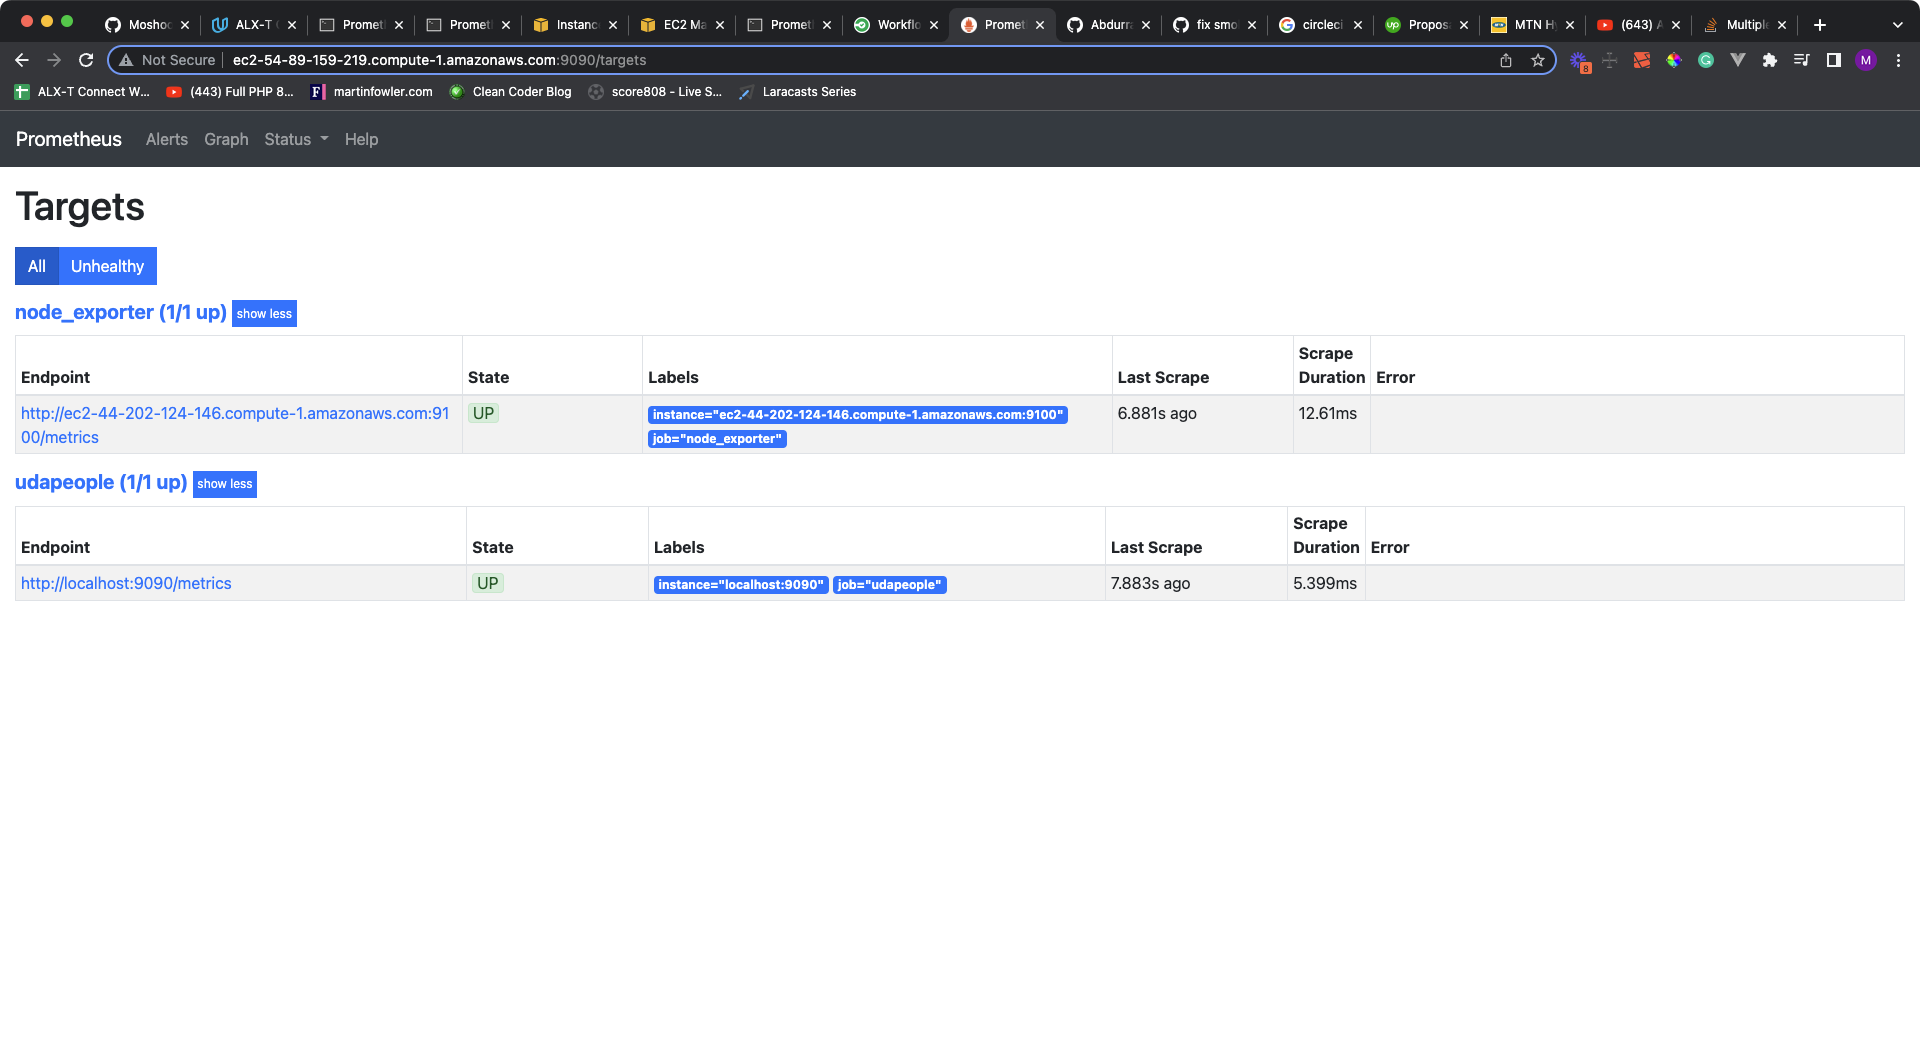 Moshoo ALX-T Promet Promet Instanc EC2 Ma Promet Workflo Promet Abdurra fix smo circleci Propos MTN Hy (643) A Multiple
Not Secure ec2-54-89-159-219.compute-1.amazonaws.com:9090/targets
ALX-T Connect W... (443) Full PHP 8... martinfowler.com Clean Coder Blog score808 - Live S... Laracasts Series
Prometheus Alerts Graph Status Help
Targets
All Unhealthy
node_exporter (1/1 up) show less
Scrape
Endpoint State Labels Last Scrape Duration Error
http://ec2-44-202-124-146.compute-1.amazonaws.com:91 UP instance="ec2-44-202-124-146.compute-1.amazonaws.com:9100" 6.881s ago 12.61ms
00/metrics job="node_exporter"
udapeople (1/1 up) show less
Scrape
Endpoint State Labels Last Scrape Duration Error
http://localhost:9090/metrics UP instance="localhost:9090" job="udapeople" 7.883s ago 5.399ms